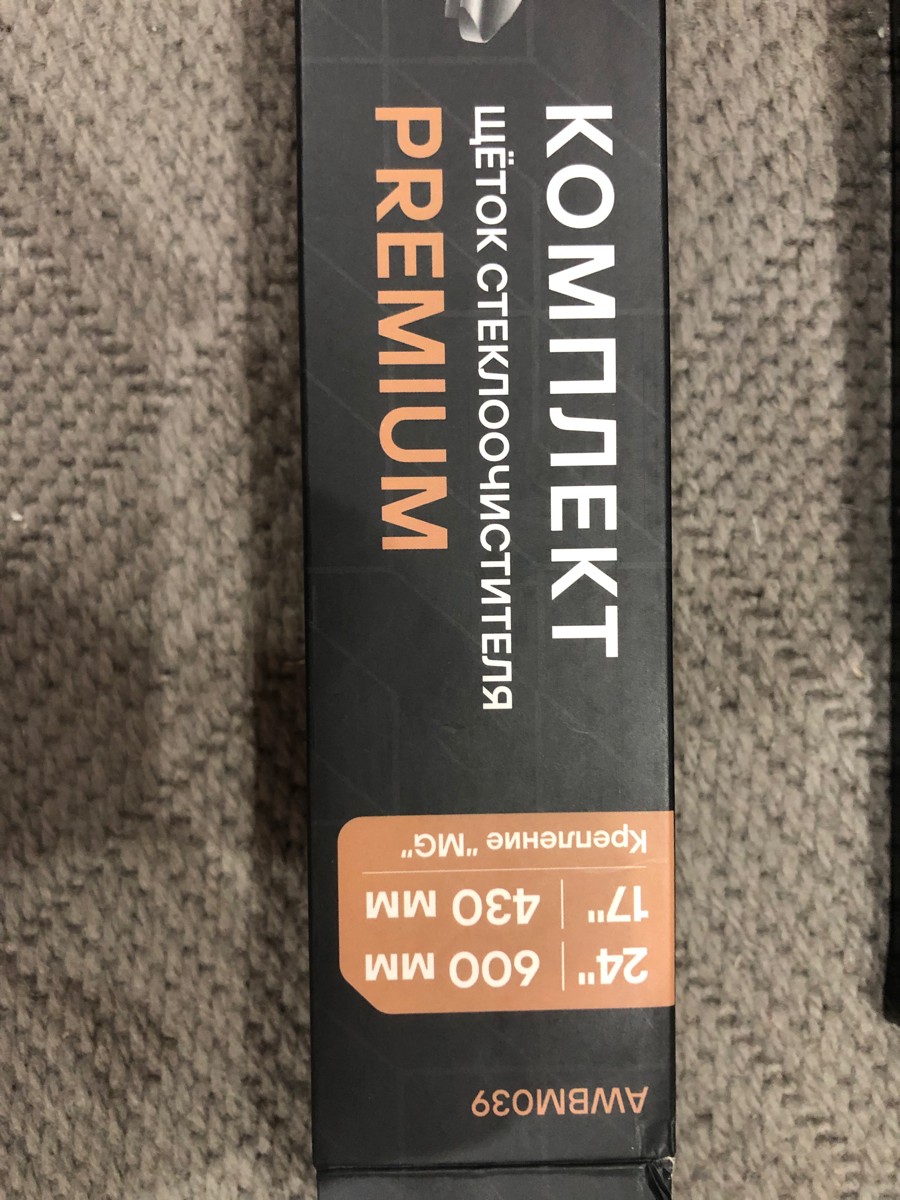 КОМПЛЕКТ
ЩЁТОК СТЕКЛООЧИСТИТЕЛЯ
PREMIUM
AWBM039
24" | 600 мм
17" | 430 мм
Крепление "MG"